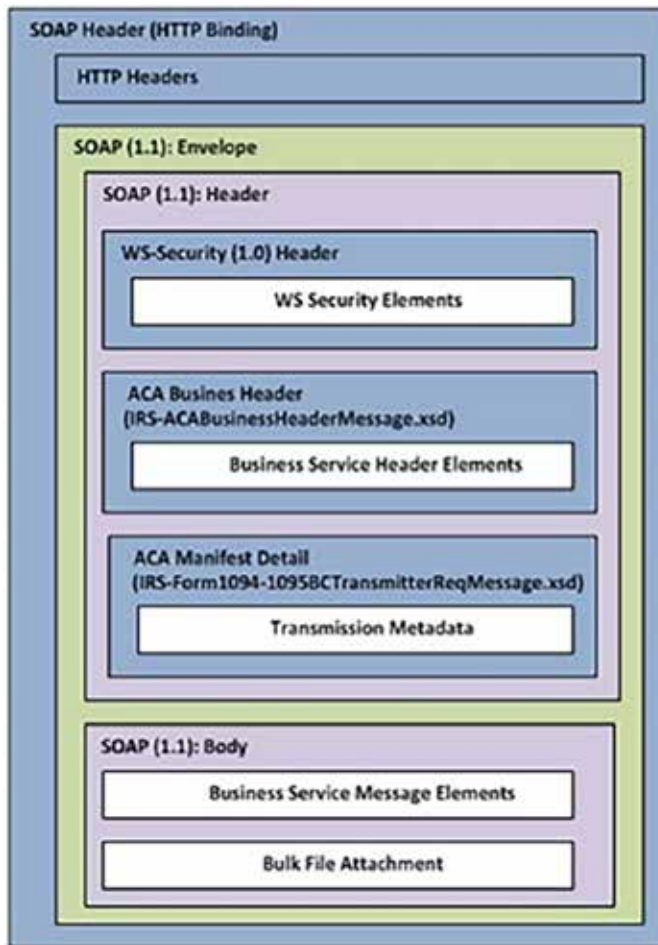 SOAP Header (HTTP Binding)
HTTP Headers
SOAP (1.1): Envelope
SOAP (1.1): Header
WS-Security (1.0) Header
WS Security Elements
ACA Busines Header
(IRS-ACABusinessHeaderMessage.xsd)
Business Service Header Elements
ACA Manifest Detail
(IRS-Form1094-1095BCTransmitterReqMessage.xsd)
Transmission Metadata
SOAP (1.1): Body
Business Service Message Elements
Bulk File Attachment